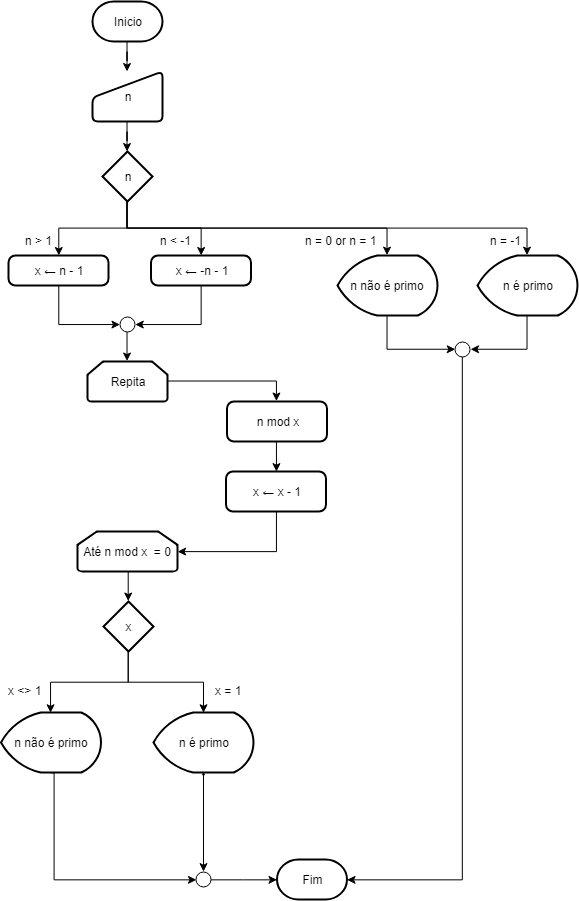 Inicio
n
n
n > 1
n < -1
n = 0 or n = 1
n = -1
x ← n - 1
x ← -n - 1
n não é primo
n é primo
Repita
n mod x
x ← x - 1
Até n mod x = 0
x
x <> 1
x = 1
n não é primo
n é primo
Fim